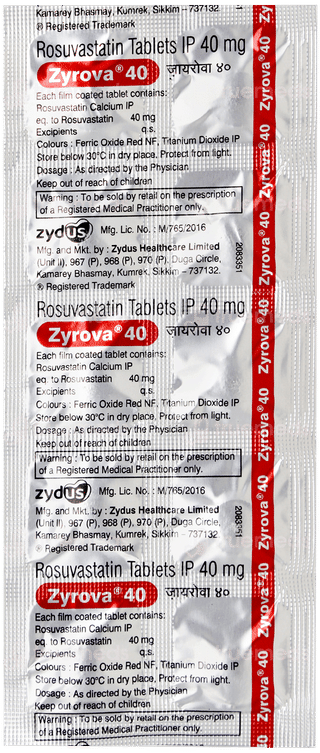 Kamarey Bhasmay, Kumrek, Sikkim – 737132
® Registered Trademark
Rosuvastatin Tablets IP 40 mg
Zyrova® 40 ज़ायरोवा ४०
Each film coated tablet contains:
Rosuvastatin Calcium IP
eq. to Rosuvastatin 40 mg
Excipients q.s.
Colours : Ferric Oxide Red NF, Titanium Dioxide IP
Store below 30°C in dry place. Protect from light.
Dosage : As directed by the Physician
Keep out of reach of children
Warning : To be sold by retail on the prescription
of a Registered Medical Practitioner only.
zydus Mfg. Lic. No. : M/765/2016
Mfg. and Mkt. by : Zydus Healthcare Limited
(Unit II), 967 (P), 968 (P), 970 (P), Duga Circle,
Kamarey Bhasmay, Kumrek, Sikkim – 737132.
® Registered Trademark
2083351
Rosuvastatin Tablets IP 40 mg
Zyrova® 40 ज़ायरोवा ४०
Each film coated tablet contains:
Rosuvastatin Calcium IP
eq. to Rosuvastatin 40 mg
Excipients q.s.
Colours : Ferric Oxide Red NF, Titanium Dioxide IP
Store below 30°C in dry place. Protect from light.
Dosage : As directed by the Physician
Keep out of reach of children
Warning : To be sold by retail on the prescription
of a Registered Medical Practitioner only.
zydus Mfg. Lic. No. : M/765/2016
Mfg. and Mkt. by : Zydus Healthcare Limited
(Unit II), 967 (P), 968 (P), 970 (P), Duga Circle,
Kamarey Bhasmay, Kumrek, Sikkim – 737132
® Registered Trademark
2083351
Rosuvastatin Tablets IP 40 mg
Zyrova® 40 ज़ायरोवा ४०
Each film coated tablet contains:
Rosuvastatin Calcium IP
eq. to Rosuvastatin 40 mg
Excipients q.s.
Colours : Ferric Oxide Red NF, Titanium Dioxide IP
Store below 30°C in dry place. Protect from light.
Dosage : As directed by the Physician
Keep out of reach of children
Warning : To be sold by retail on the prescription
of a Registered Medical Practitioner only.
Zyrova® 40
Zyrova® 40
Zyrova® 40
Zyrova® 40
Zyrova® 40
Zyrova® 40
Zyrova® 40